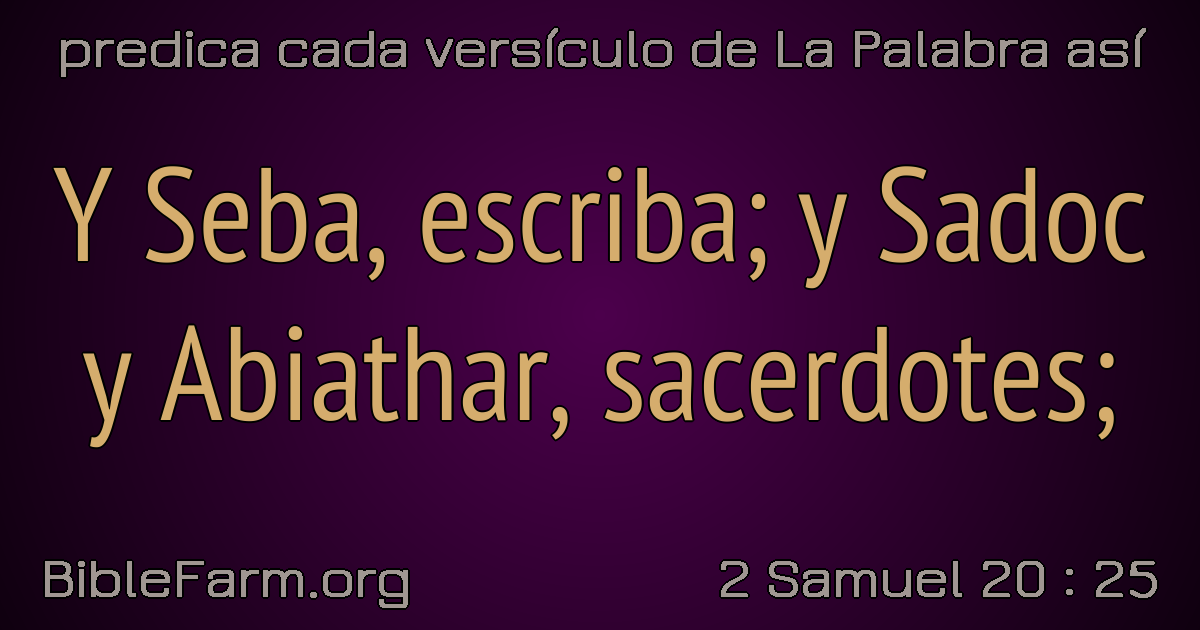 predica cada versículo de La Palabra así
Y Seba, escriba; y Sadoc
y Abiathar, sacerdotes;
BibleFarm.org
2 Samuel 20 : 25